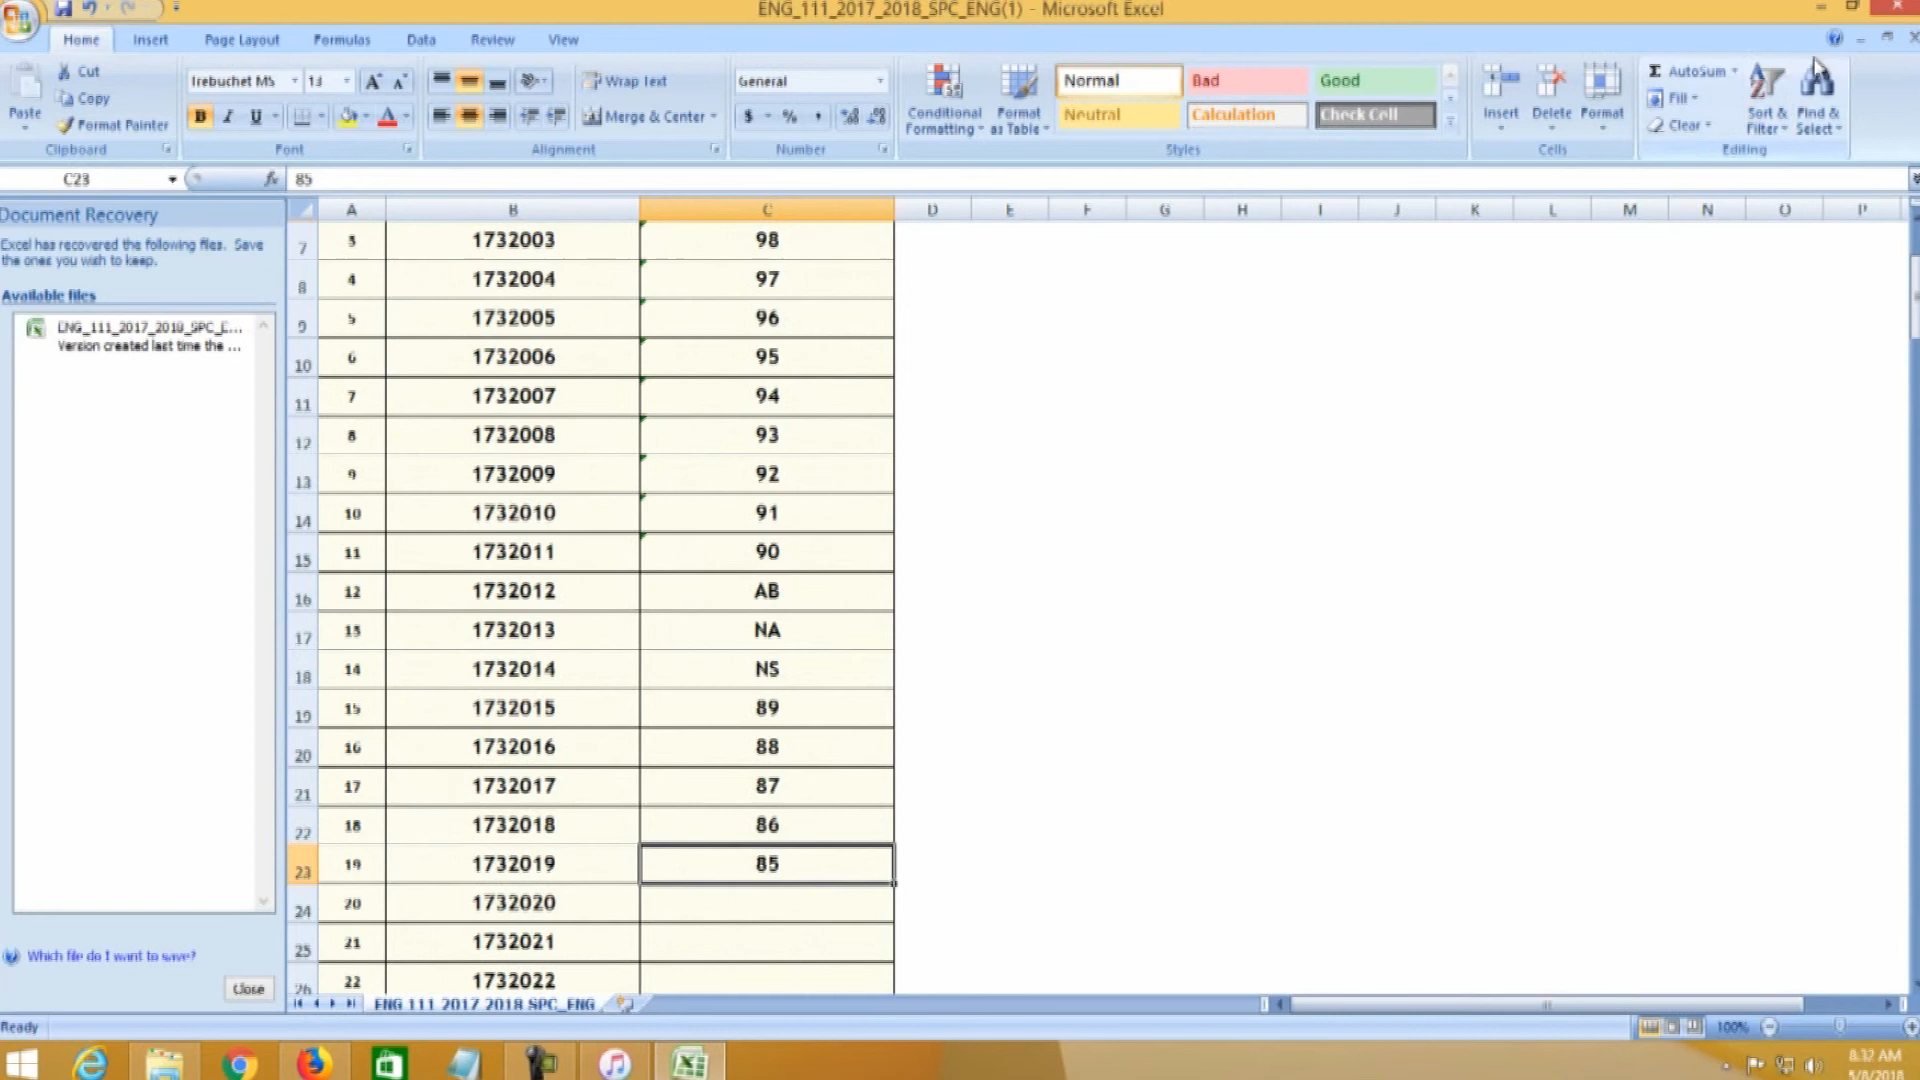 ENG_111_2017_2018_SPC_ENG(1) - Microsoft Excel
Home Insert Page Layout Formulas Data Review View
Paste
Cut
Copy
Format Painter
Clipboard
Trebuchet MS 13
B I U
Font
Wrap Text
Merge & Center
Alignment
General
$ % ,
Number
Conditional Formatting
Format as Table
Normal Bad Good
Neutral Calculation Check Cell
Styles
Insert Delete Format
Cells
Σ AutoSum
Fill
Clear
Sort & Filter
Find & Select
Editing
C23 fx 85
Document Recovery
Excel has recovered the following files. Save
the ones you wish to keep.
Available files
ENG_111_2017_2018_SPC_E...
Version created last time the ...
Which file do I want to save?
Close
A B C D E F G H I J K L M N O P
7 3 1732003 98
8 4 1732004 97
9 5 1732005 96
10 6 1732006 95
11 7 1732007 94
12 8 1732008 93
13 9 1732009 92
14 10 1732010 91
15 11 1732011 90
16 12 1732012 AB
17 13 1732013 NA
18 14 1732014 NS
19 15 1732015 89
20 16 1732016 88
21 17 1732017 87
22 18 1732018 86
23 19 1732019 85
24 20 1732020
25 21 1732021
26 22 1732022
ENG_111_2017_2018_SPC_ENG
Ready
100%
8:32 AM
5/8/2018